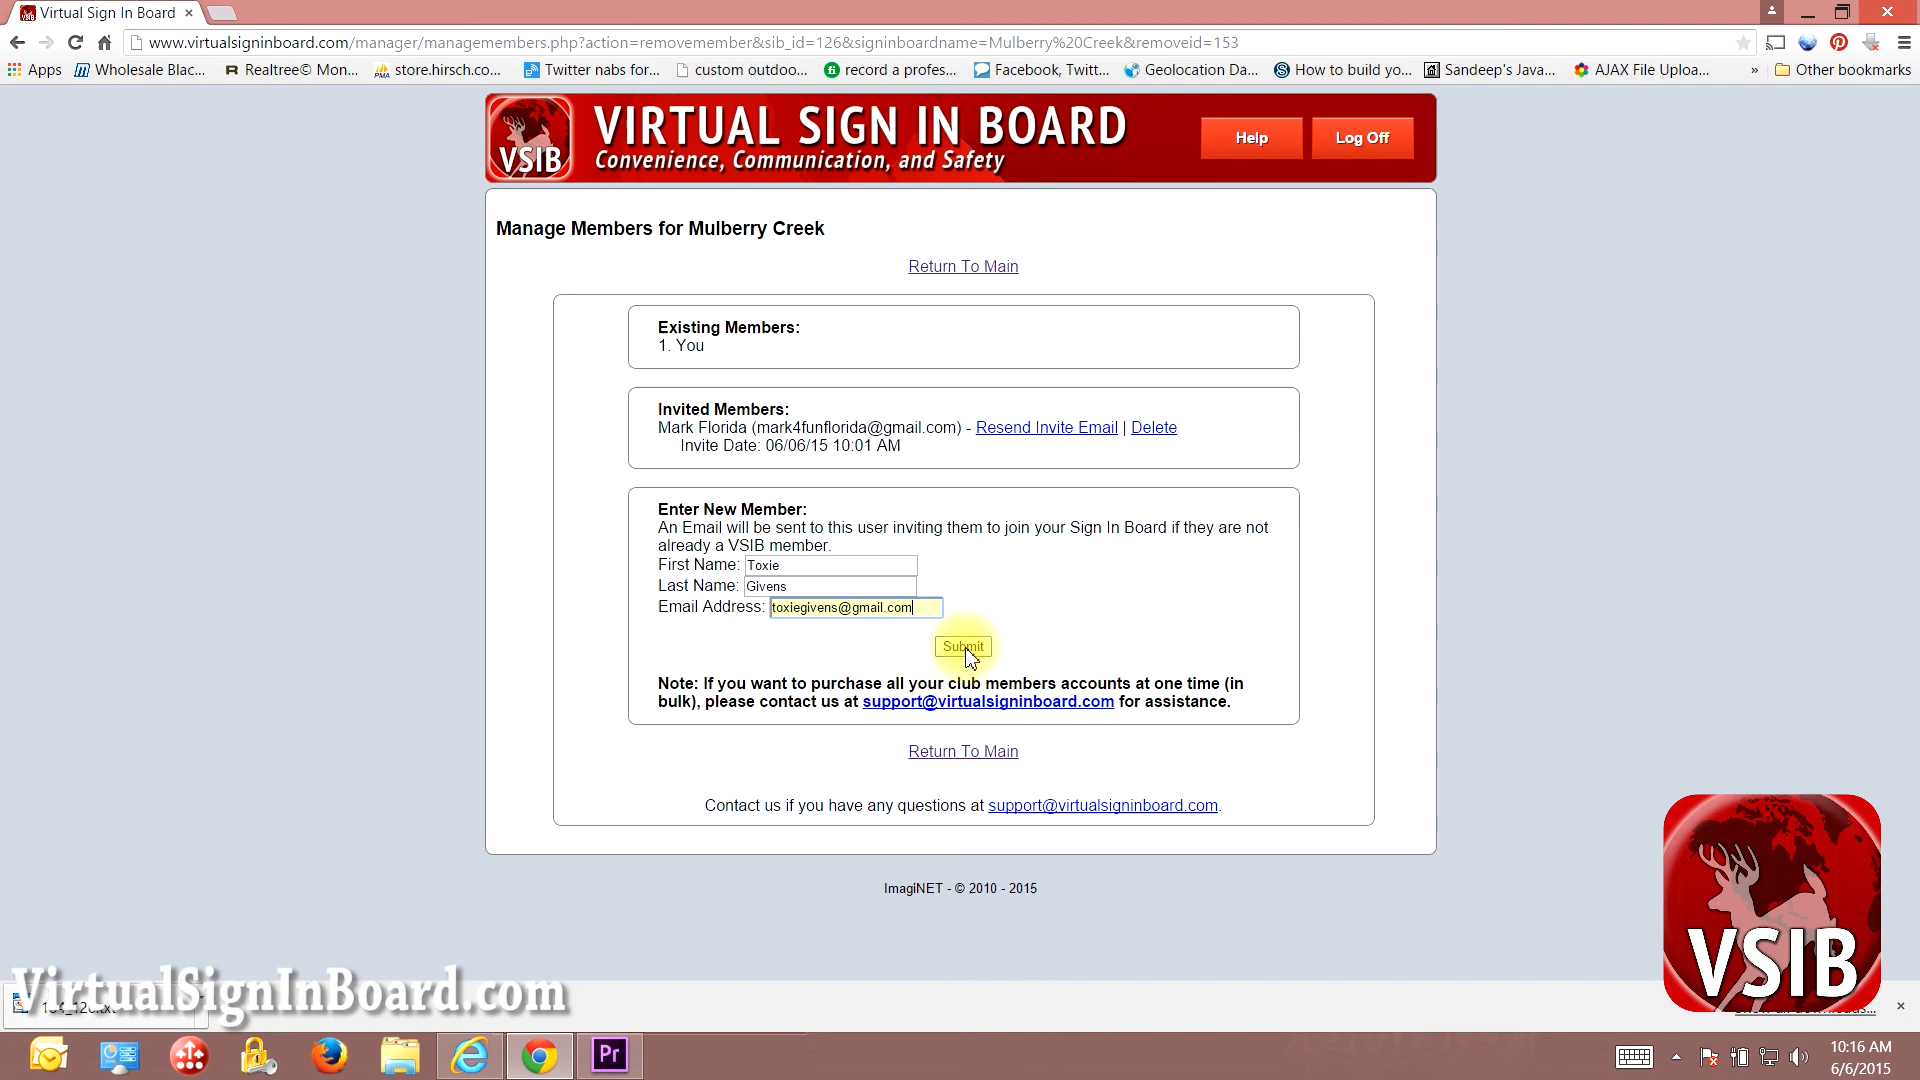 Virtual Sign In Board
www.virtualsigninboard.com/manager/managemembers.php?action=removemember&sib_id=126&signinboardname=Mulberry%20Creek&removeid=153
Apps Wholesale Blac... Realtree© Mon... store.hirsch.co... Twitter nabs for... custom outdoo... record a profes... Facebook, Twitt... Geolocation Da... How to build yo... Sandeep's Java... AJAX File Uploa... » Other bookmarks
VSIB
VIRTUAL SIGN IN BOARD
Convenience, Communication, and Safety
Help
Log Off
Manage Members for Mulberry Creek
Return To Main
Existing Members:
1. You
Invited Members:
Mark Florida (mark4funflorida@gmail.com) - Resend Invite Email | Delete
Invite Date: 06/06/15 10:01 AM
Enter New Member:
An Email will be sent to this user inviting them to join your Sign In Board if they are not
already a VSIB member.
First Name: Toxie
Last Name: Givens
Email Address: toxiegivens@gmail.com
Submit
Note: If you want to purchase all your club members accounts at one time (in
bulk), please contact us at support@virtualsigninboard.com for assistance.
Return To Main
Contact us if you have any questions at support@virtualsigninboard.com.
ImagiNET - © 2010 - 2015
VSIB
VirtualSignInBoard.com
Pr
10:16 AM
6/6/2015